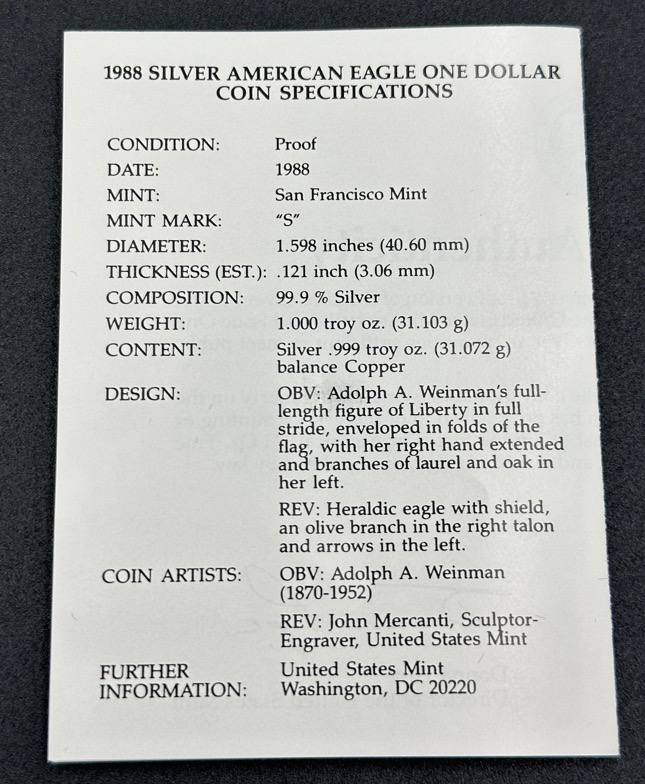 1988 SILVER AMERICAN EAGLE ONE DOLLAR
COIN SPECIFICATIONS
CONDITION: Proof
DATE: 1988
MINT: San Francisco Mint
MINT MARK: "S"
DIAMETER: 1.598 inches (40.60 mm)
THICKNESS (EST.): .121 inch (3.06 mm)
COMPOSITION: 99.9 % Silver
WEIGHT: 1.000 troy oz. (31.103 g)
CONTENT: Silver .999 troy oz. (31.072 g)
balance Copper
DESIGN: OBV: Adolph A. Weinman's full-
length figure of Liberty in full
stride, enveloped in folds of the
flag, with her right hand extended
and branches of laurel and oak in
her left.
REV: Heraldic eagle with shield,
an olive branch in the right talon
and arrows in the left.
COIN ARTISTS: OBV: Adolph A. Weinman
(1870-1952)
REV: John Mercanti, Sculptor-
Engraver, United States Mint
FURTHER United States Mint
INFORMATION: Washington, DC 20220